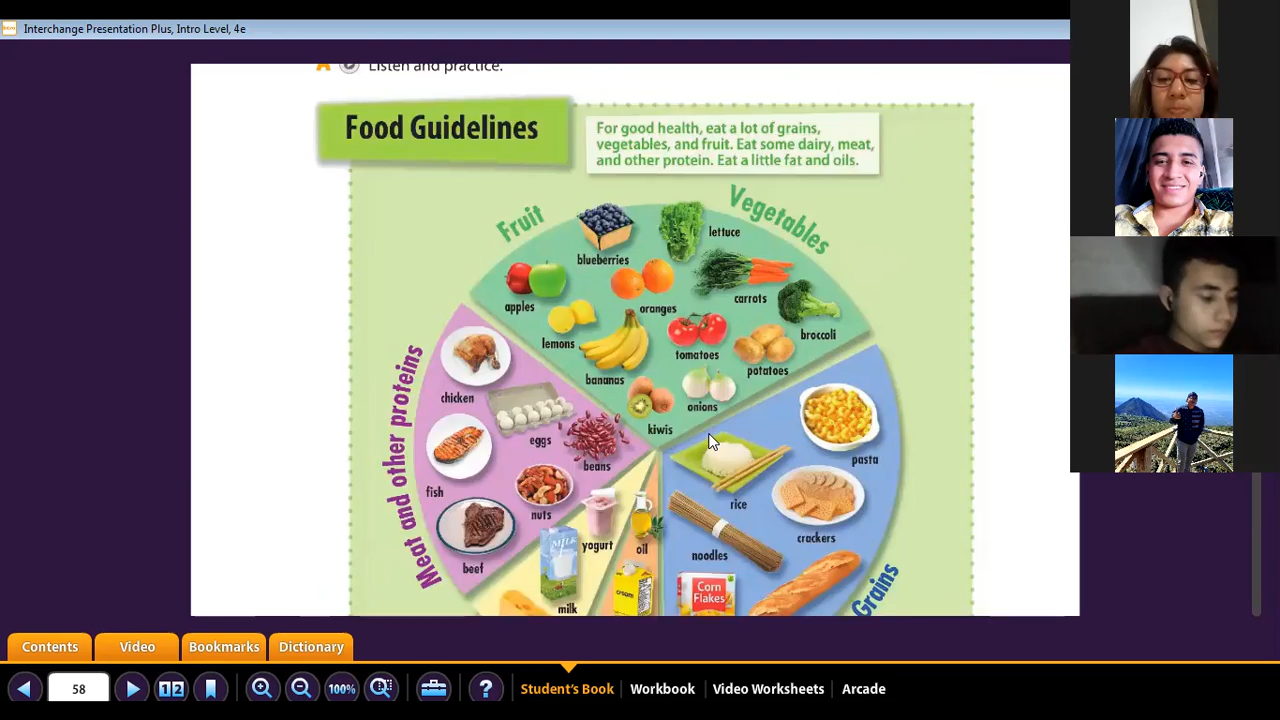 Interchange Presentation Plus, Intro Level, 4e
A Listen and practice.
Food Guidelines
For good health, eat a lot of grains,
vegetables, and fruit. Eat some dairy, meat,
and other protein. Eat a little fat and oils.
Fruit
Vegetables
blueberries
lettuce
apples
oranges
carrots
lemons
tomatoes
broccoli
bananas
potatoes
kiwis
onions
Meat and other proteins
chicken
eggs
beans
fish
nuts
beef
pasta
rice
crackers
noodles
Corn
Flakes
Grains
yogurt
oil
MILK
milk
cream
Contents
Video
Bookmarks
Dictionary
58
1 2
100%
?
Student's Book
Workbook
Video Worksheets
Arcade